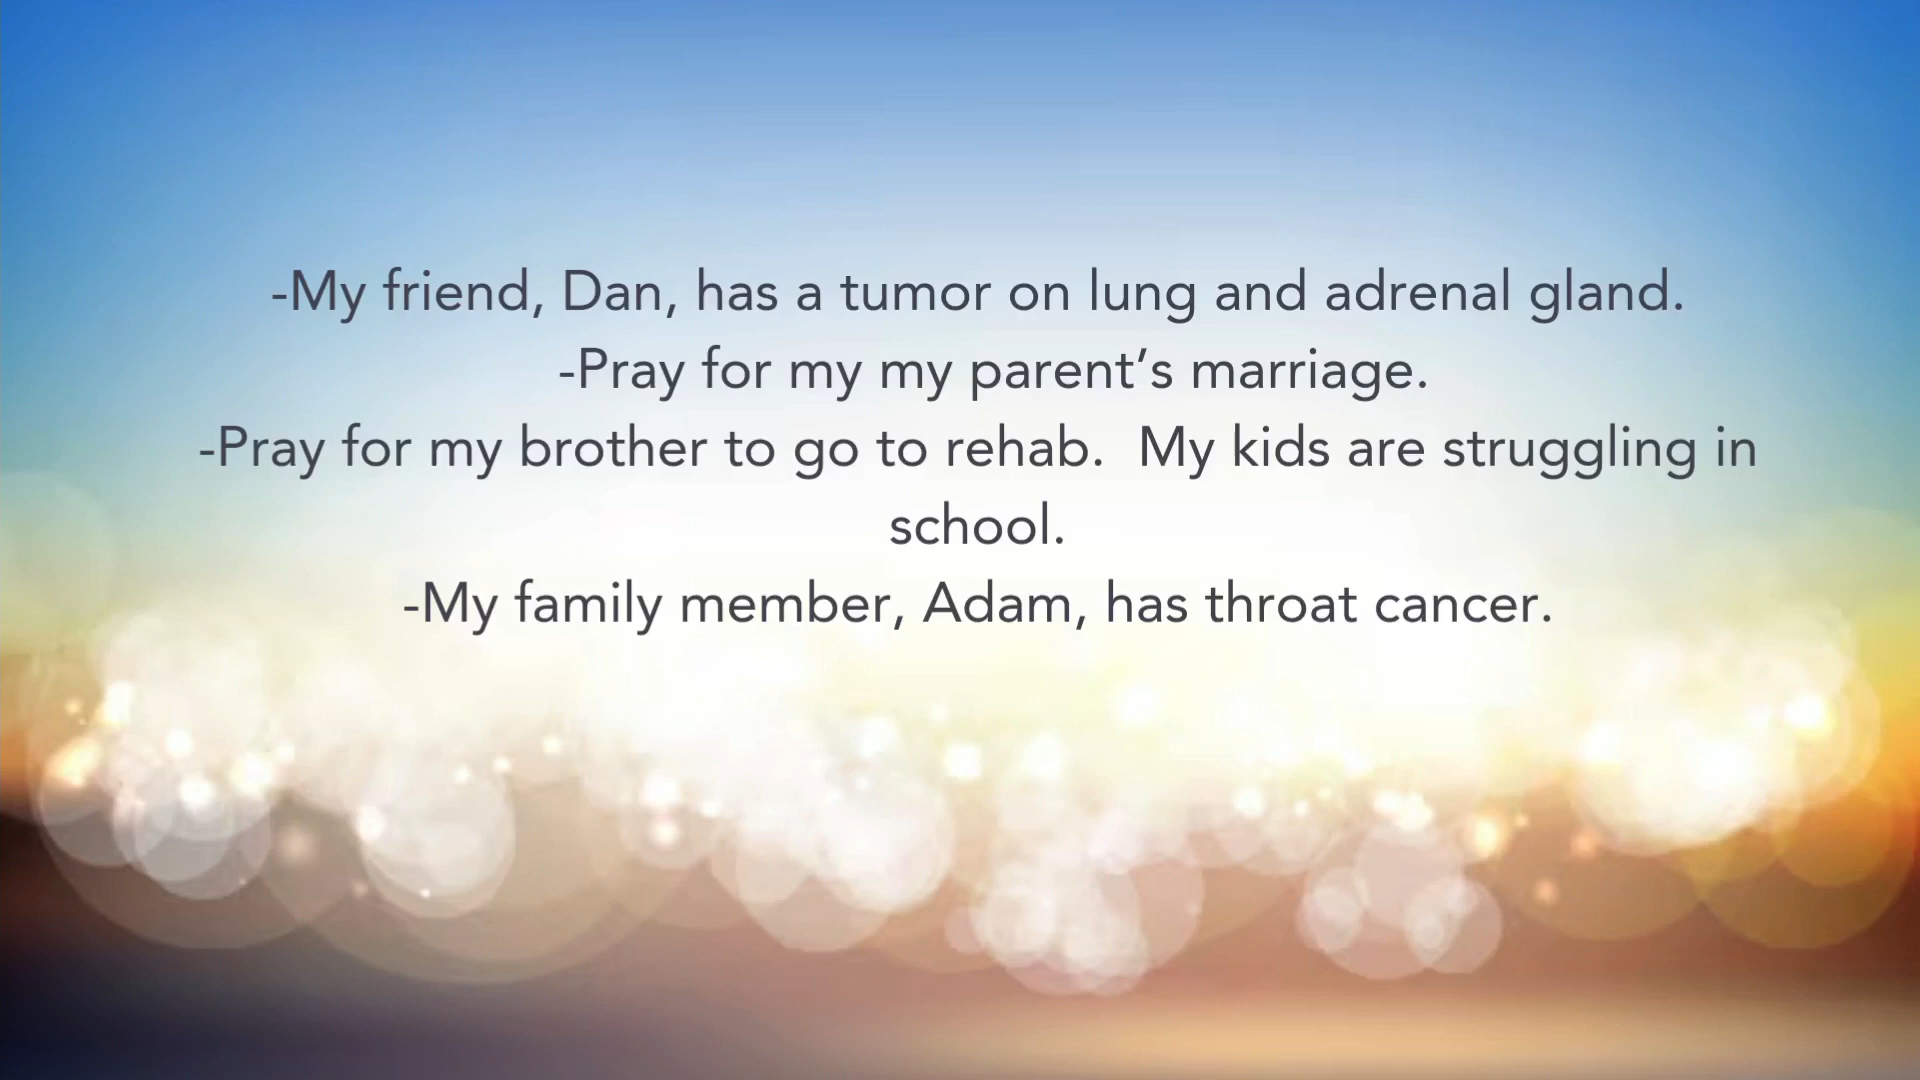 -My friend, Dan, has a tumor on lung and adrenal gland.
-Pray for my my parent’s marriage.
-Pray for my brother to go to rehab.  My kids are struggling in
school.
-My family member, Adam, has throat cancer.